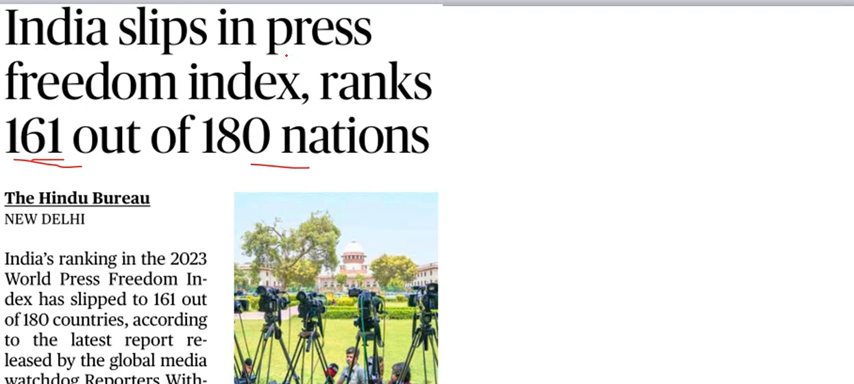 India slips in press
freedom index, ranks
161 out of 180 nations
The Hindu Bureau
NEW DELHI
India's ranking in the 2023
World Press Freedom In-
dex has slipped to 161 out
of 180 countries, according
to the latest report re-
leased by the global media
watchdog Reporters With-